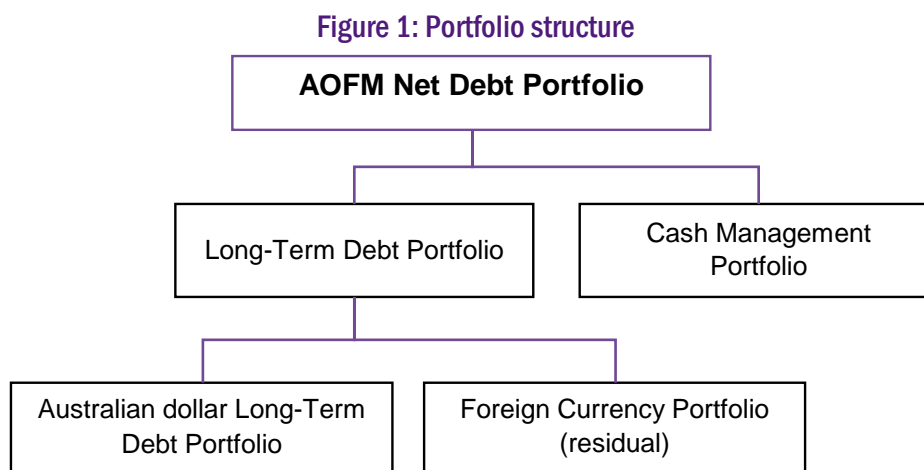 Figure 1: Portfolio structure
AOFM Net Debt Portfolio
Long-Term Debt Portfolio
Cash Management
Portfolio
Australian dollar Long-Term
Debt Portfolio
Foreign Currency Portfolio
(residual)